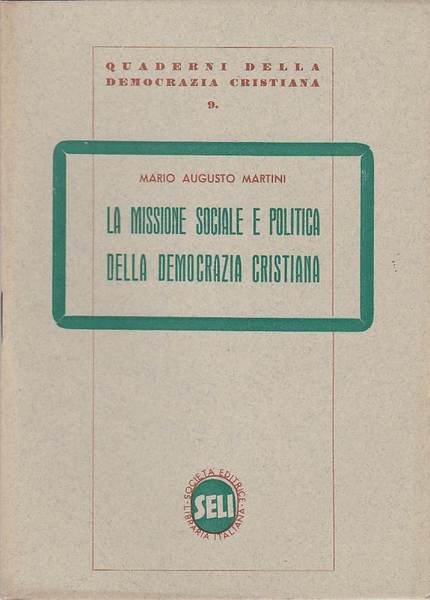 QUADERNI DELLA
DEMOCRAZIA CRISTIANA
9.
MARIO AUGUSTO MARTINI
LA MISSIONE SOCIALE E POLITICA
DELLA DEMOCRAZIA CRISTIANA
SOCIETÀ EDITRICE
SELI
LIBRARIA ITALIANA